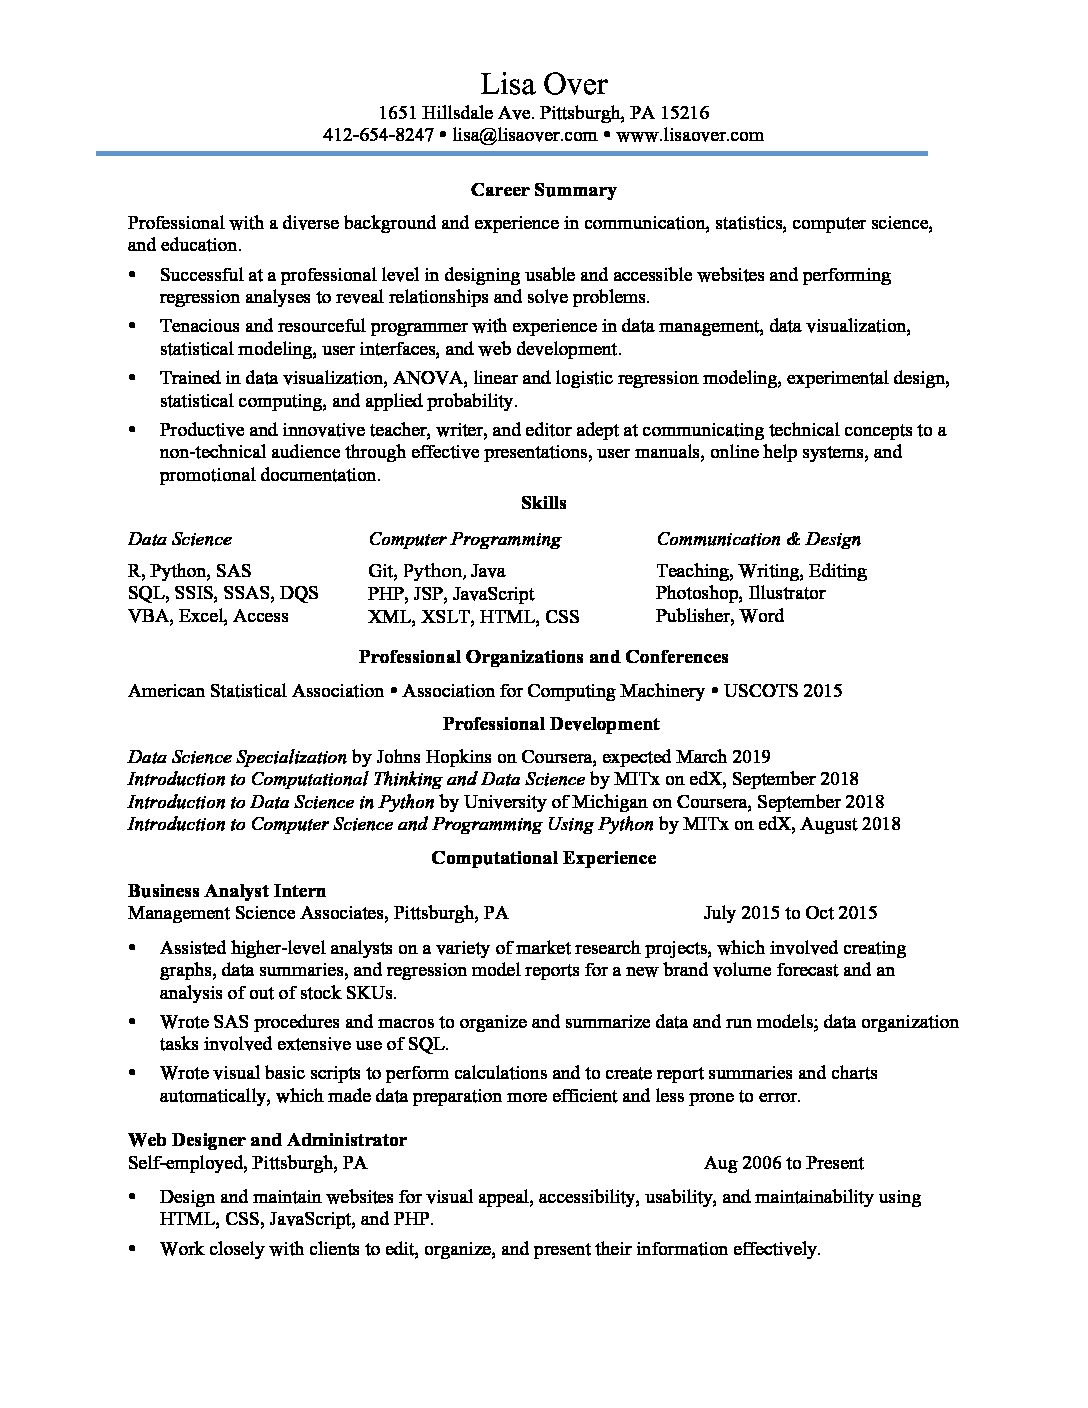 Lisa Over
1651 Hillsdale Ave. Pittsburgh, PA 15216
412-654-8247 • lisa@lisaover.com • www.lisaover.com
Career Summary
Professional with a diverse background and experience in communication, statistics, computer science,
and education.
• Successful at a professional level in designing usable and accessible websites and performing
regression analyses to reveal relationships and solve problems.
• Tenacious and resourceful programmer with experience in data management, data visualization,
statistical modeling, user interfaces, and web development.
• Trained in data visualization, ANOVA, linear and logistic regression modeling, experimental design,
statistical computing, and applied probability.
• Productive and innovative teacher, writer, and editor adept at communicating technical concepts to a
non-technical audience through effective presentations, user manuals, online help systems, and
promotional documentation.
Skills
Data Science Computer Programming Communication & Design
R, Python, SAS Git, Python, Java Teaching, Writing, Editing
SQL, SSIS, SSAS, DQS PHP, JSP, JavaScript Photoshop, Illustrator
VBA, Excel, Access XML, XSLT, HTML, CSS Publisher, Word
Professional Organizations and Conferences
American Statistical Association • Association for Computing Machinery • USCOTS 2015
Professional Development
Data Science Specialization by Johns Hopkins on Coursera, expected March 2019
Introduction to Computational Thinking and Data Science by MITx on edX, September 2018
Introduction to Data Science in Python by University of Michigan on Coursera, September 2018
Introduction to Computer Science and Programming Using Python by MITx on edX, August 2018
Computational Experience
Business Analyst Intern
Management Science Associates, Pittsburgh, PA July 2015 to Oct 2015
• Assisted higher-level analysts on a variety of market research projects, which involved creating
graphs, data summaries, and regression model reports for a new brand volume forecast and an
analysis of out of stock SKUs.
• Wrote SAS procedures and macros to organize and summarize data and run models; data organization
tasks involved extensive use of SQL.
• Wrote visual basic scripts to perform calculations and to create report summaries and charts
automatically, which made data preparation more efficient and less prone to error.
Web Designer and Administrator
Self-employed, Pittsburgh, PA Aug 2006 to Present
• Design and maintain websites for visual appeal, accessibility, usability, and maintainability using
HTML, CSS, JavaScript, and PHP.
• Work closely with clients to edit, organize, and present their information effectively.